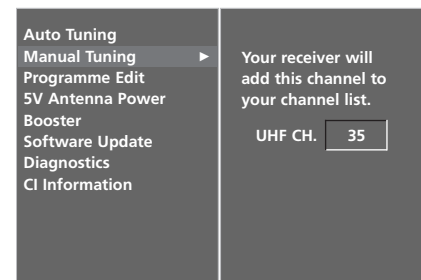 Auto Tuning
Manual Tuning
Programme Edit
5V Antenna Power
Booster
Software Update
Diagnostics
CI Information
Your receiver will
add this channel to
your channel list.
UHF CH. 35